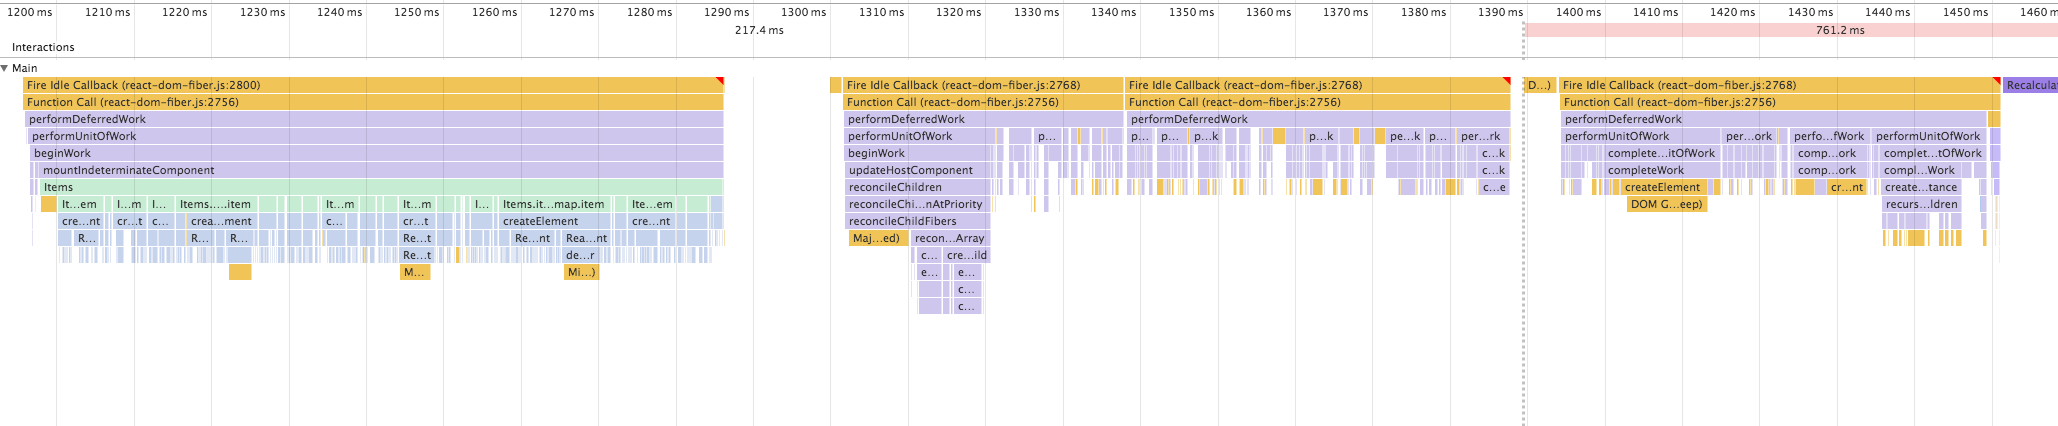 1200 ms 1210 ms 1220 ms 1230 ms 1240 ms 1250 ms 1260 ms 1270 ms 1280 ms 1290 ms 1300 ms 1310 ms 1320 ms 1330 ms 1340 ms 1350 ms 1360 ms 1370 ms 1380 ms 1390 ms 1400 ms 1410 ms 1420 ms 1430 ms 1440 ms 1450 ms 1460 m
217.4 ms 761.2 ms
Interactions
Main
Fire Idle Callback (react-dom-fiber.js:2800) Fire Idle Callback (react-dom-fiber.js:2768) Fire Idle Callback (react-dom-fiber.js:2768) D...) Fire Idle Callback (react-dom-fiber.js:2768) Recalcula
Function Call (react-dom-fiber.js:2756) Function Call (react-dom-fiber.js:2756) Function Call (react-dom-fiber.js:2756) Function Call (react-dom-fiber.js:2756)
performDeferredWork performDeferredWork performDeferredWork performDeferredWork
performUnitOfWork performUnitOfWork p... p... p... p...k p...k pe...k p... per...rk performUnitOfWork per...ork perfo...fWork performUnitOfWork
beginWork beginWork c...k complete...itOfWork comp...ork complet...tOfWork
mountIndeterminateComponent updateHostComponent c...k completeWork comp...ork compl...Work
Items reconcileChildren c...e createElement cr...nt create...tance
It...em I...m I... Items....item It...m It...m I... Items.it...map.item Ite...em reconcileChi...nAtPriority DOM G...eep) recurs...ldren
cre...nt cr...t c... crea...ment c... cr...t createElement cre...nt reconcileChildFibers
R... R... R... Re...t Re...nt Rea...nt Maj...ed) recon...Array
Re...t de...r c... cre...ild
M... Mi...) e... e...
c...
c...